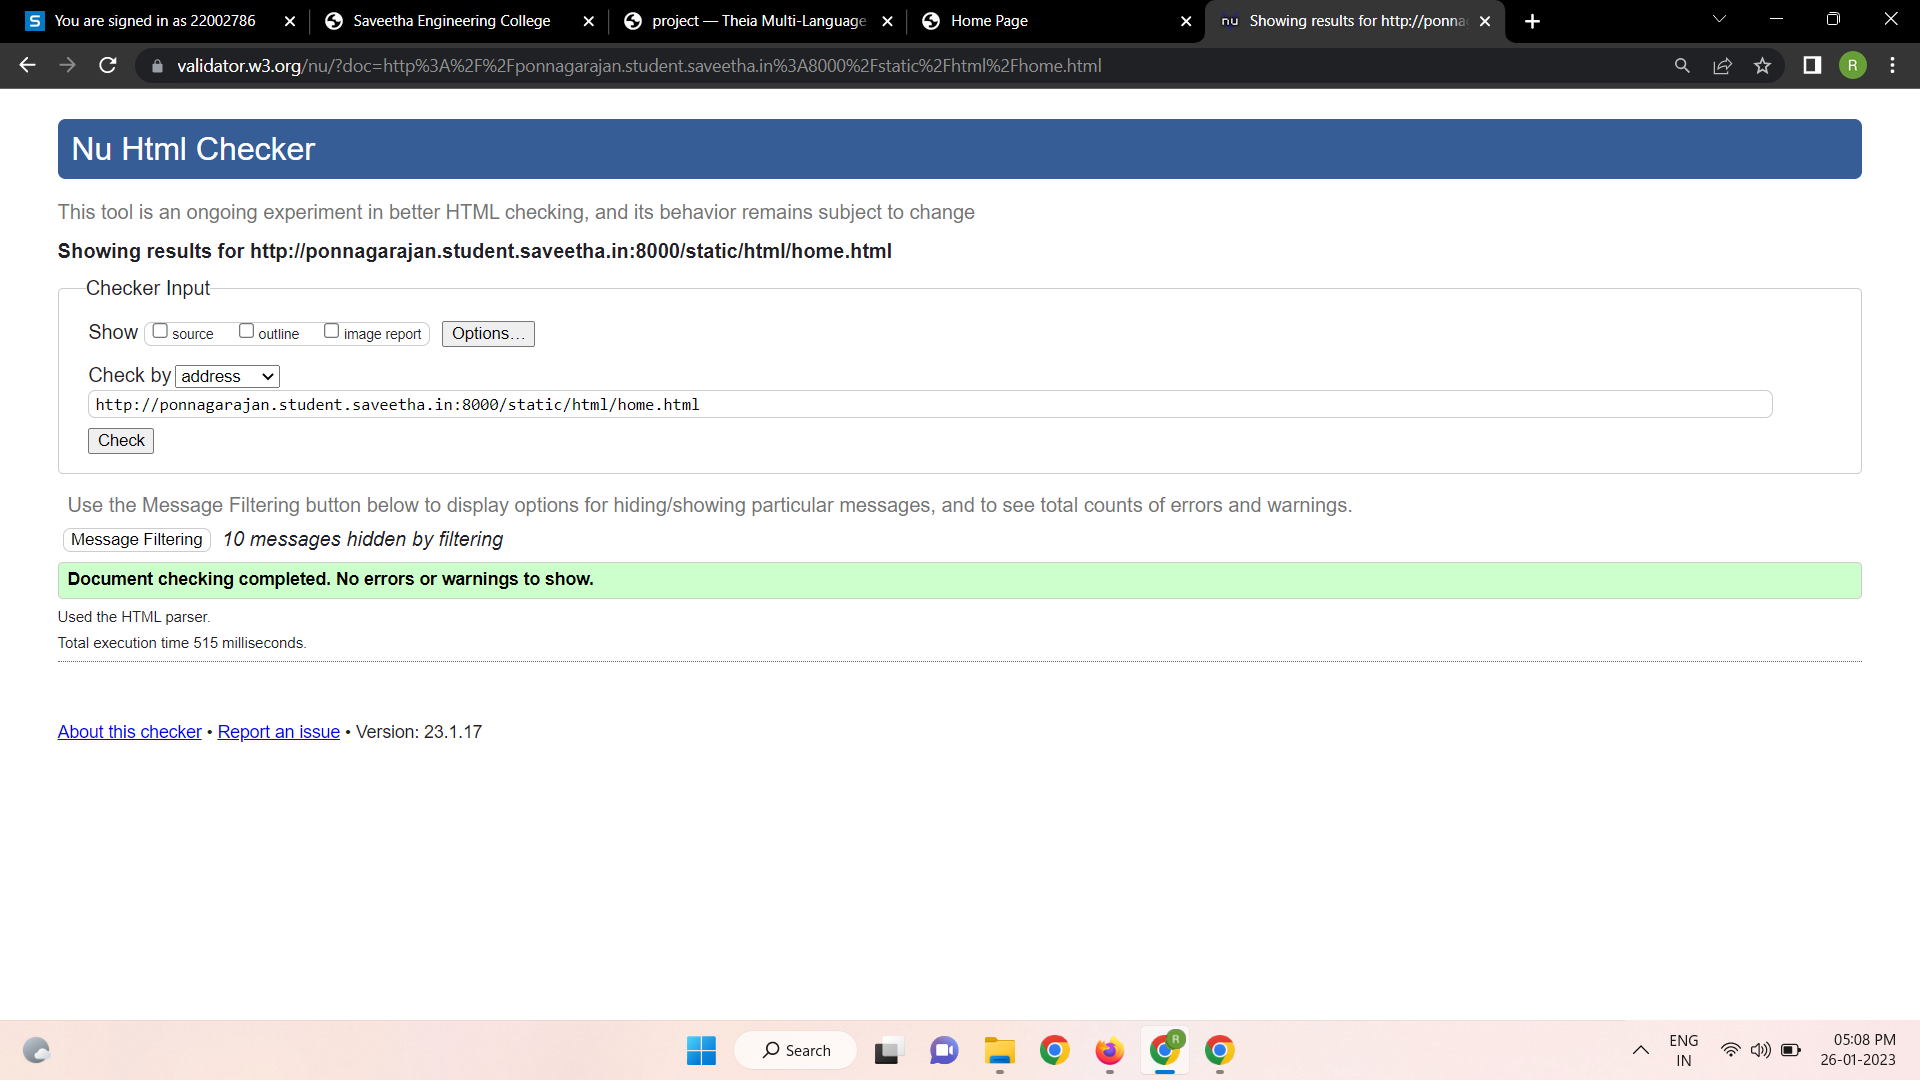 You are signed in as 22002786
Saveetha Engineering College
project — Theia Multi-Language
Home Page
nu Showing results for http://ponna
validator.w3.org/nu/?doc=http%3A%2F%2Fponnagarajan.student.saveetha.in%3A8000%2Fstatic%2Fhtml%2Fhome.html
R
Nu Html Checker
This tool is an ongoing experiment in better HTML checking, and its behavior remains subject to change
Showing results for http://ponnagarajan.student.saveetha.in:8000/static/html/home.html
Checker Input
Show source outline image report Options…
Check by address
http://ponnagarajan.student.saveetha.in:8000/static/html/home.html
Check
Use the Message Filtering button below to display options for hiding/showing particular messages, and to see total counts of errors and warnings.
Message Filtering 10 messages hidden by filtering
Document checking completed. No errors or warnings to show.
Used the HTML parser.
Total execution time 515 milliseconds.
About this checker • Report an issue • Version: 23.1.17
Search
R
ENG
IN
05:08 PM
26-01-2023